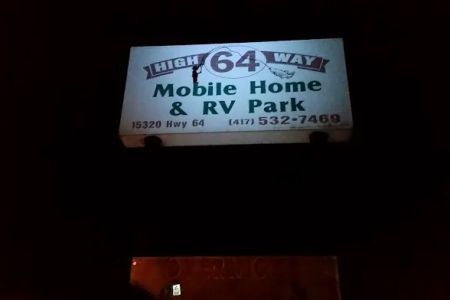 HIGH 64 WAY
Mobile Home
& RV Park
15320 Hwy 64 (417) 532-7469